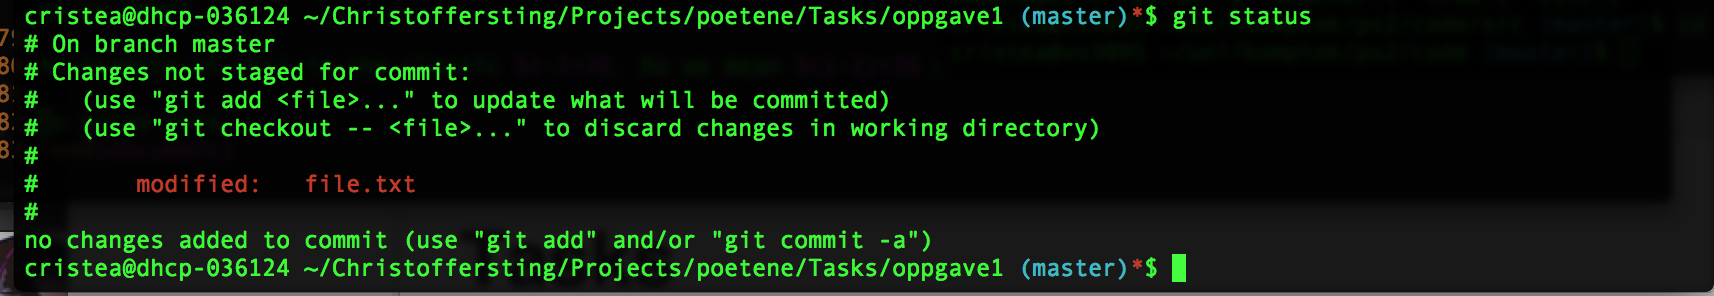 cristea@dhcp-036124 ~/Christoffersting/Projects/poetene/Tasks/oppgave1 (master)*$ git status
# On branch master
# Changes not staged for commit:
#   (use "git add <file>..." to update what will be committed)
#   (use "git checkout -- <file>..." to discard changes in working directory)
#
#       modified:   file.txt
#
no changes added to commit (use "git add" and/or "git commit -a")
cristea@dhcp-036124 ~/Christoffersting/Projects/poetene/Tasks/oppgave1 (master)*$